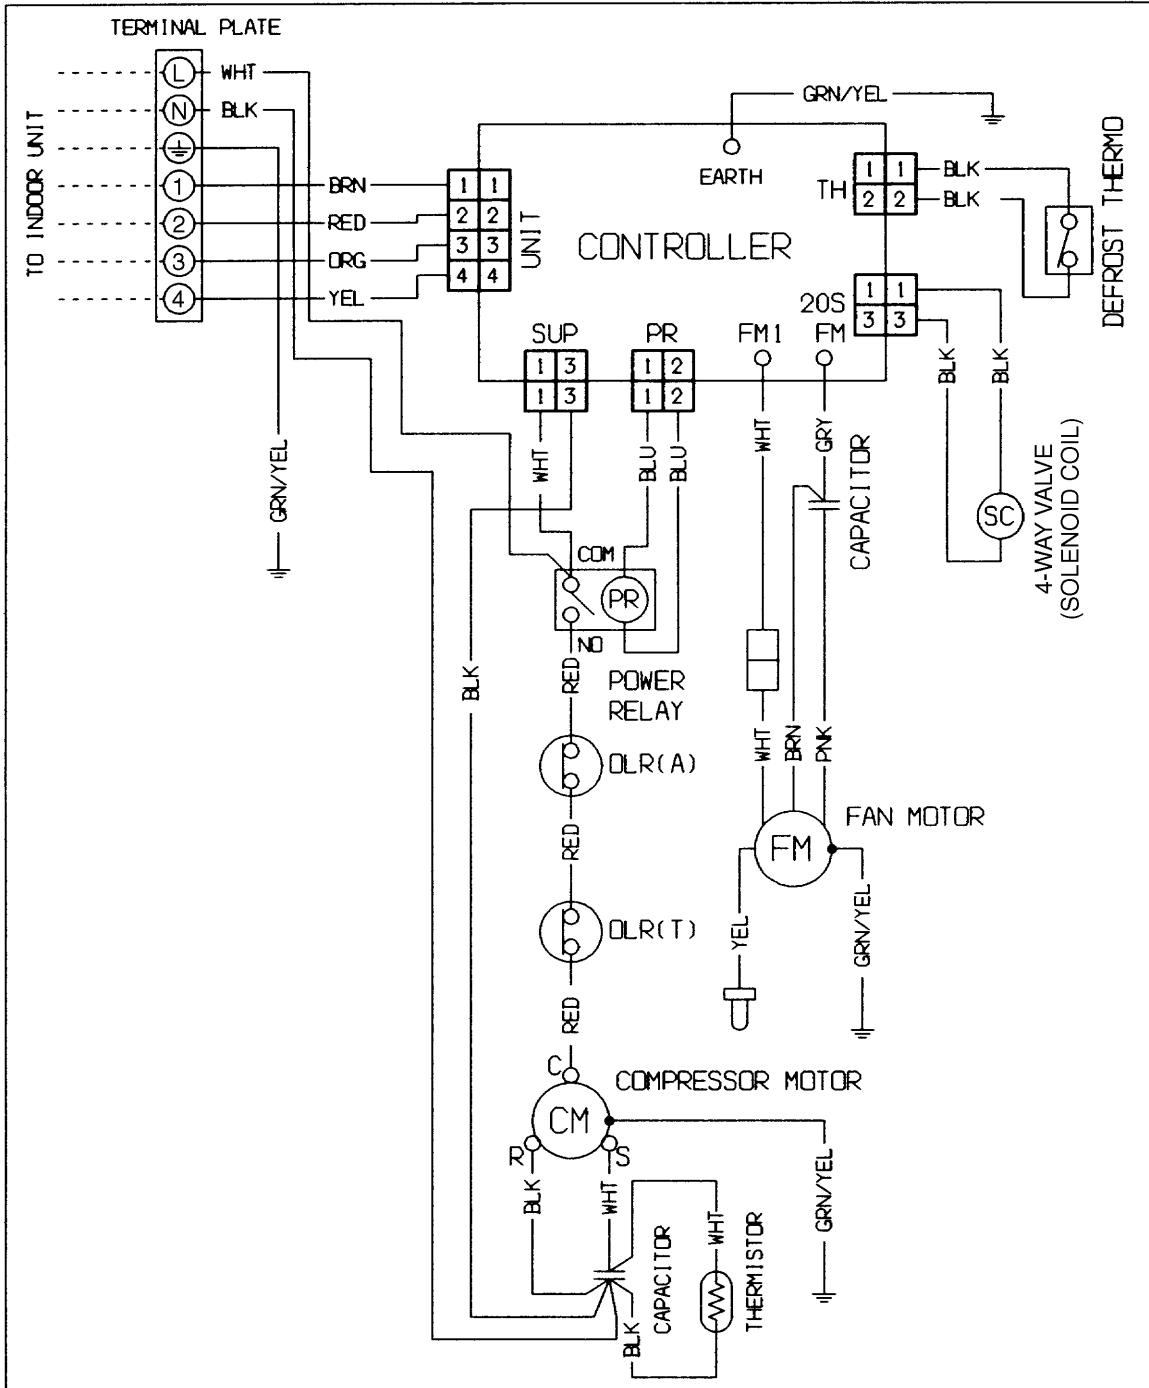 TERMINAL PLATE
TO INDOOR UNIT
L WHT
N BLK
1 BRN
2 RED
3 ORG
4 YEL
GRN/YEL
GRN/YEL
EARTH
1 1
2 2
3 3
4 4
UNIT
CONTROLLER
TH
1 1
2 2
BLK
BLK
DEFROST THERMO
20S
1 1
3 3
BLK
BLK
SC
4-WAY VALVE
(SOLENOID COIL)
SUP
1 3
1 3
PR
1 2
1 2
FM1
FM
WHT
BLU
BLU
WHT
GRY
CAPACITOR
COM
PR
NO
POWER
RELAY
BLK
RED
OLR(A)
RED
OLR(T)
RED
WHT
BRN
PNK
FAN MOTOR
FM
YEL
GRN/YEL
C
COMPRESSOR MOTOR
CM
R
S
BLK
WHT
CAPACITOR
BLK
WHT
THERMISTOR
GRN/YEL